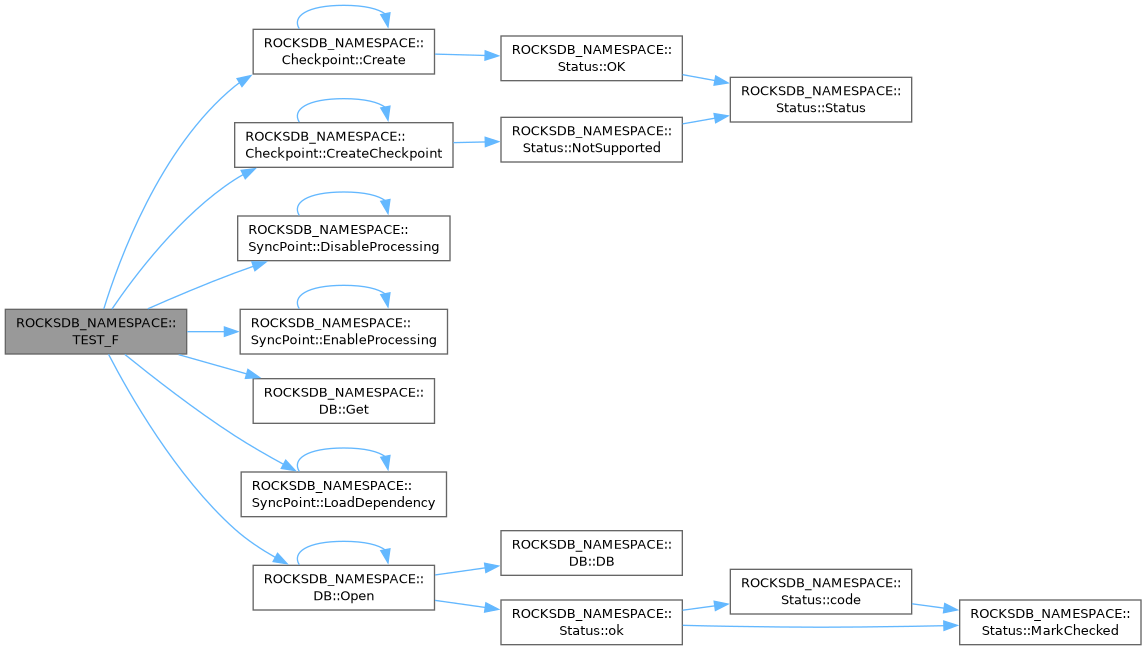 ROCKSDB_NAMESPACE::
TEST_F
ROCKSDB_NAMESPACE::
Checkpoint::Create
ROCKSDB_NAMESPACE::
Status::OK
ROCKSDB_NAMESPACE::
Status::Status
ROCKSDB_NAMESPACE::
Checkpoint::CreateCheckpoint
ROCKSDB_NAMESPACE::
Status::NotSupported
ROCKSDB_NAMESPACE::
SyncPoint::DisableProcessing
ROCKSDB_NAMESPACE::
SyncPoint::EnableProcessing
ROCKSDB_NAMESPACE::
DB::Get
ROCKSDB_NAMESPACE::
SyncPoint::LoadDependency
ROCKSDB_NAMESPACE::
DB::Open
ROCKSDB_NAMESPACE::
DB::DB
ROCKSDB_NAMESPACE::
Status::ok
ROCKSDB_NAMESPACE::
Status::code
ROCKSDB_NAMESPACE::
Status::MarkChecked